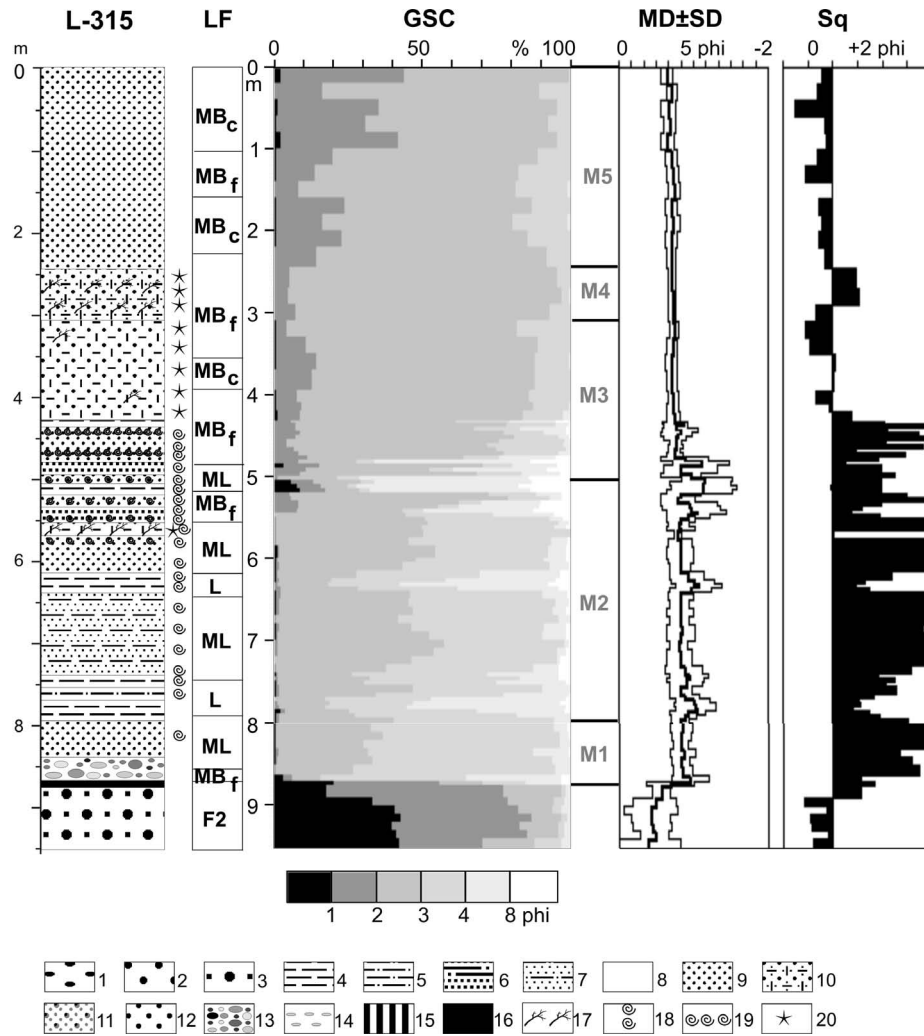 L-315 LF GSC MD±SD Sq
m 0 50 % 100 0 5 phi -2 0 +2 phi
0 0
m
MBc
1
MBf M5
2 MBc 2
M4
MBf 3
MBc M3
4 4
MBf
ML 5
MBf
6 ML 6
L M2
ML 7
L
8 8
ML M1
MBf
9
F2
1 2 3 4 8 phi
1 2 3 4 5 6 7 8 9 10
11 12 13 14 15 16 17 18 19 20